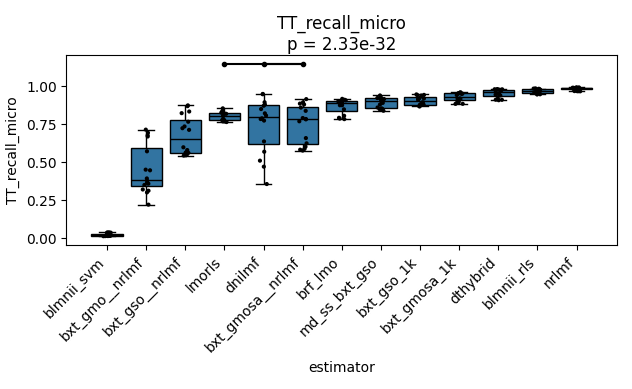 TT_recall_micro
p = 2.33e-32
TT_recall_micro
1.00
0.75
0.50
0.25
0.00
blmnii_svm
bxt_gmo__nrlmf
bxt_gso__nrlmf
lmorls
dnilmf
bxt_gmosa__nrlmf
brf_lmo
md_ss_bxt_gso
bxt_gso_1k
bxt_gmosa_1k
dthybrid
blmnii_rls
nrlmf
estimator